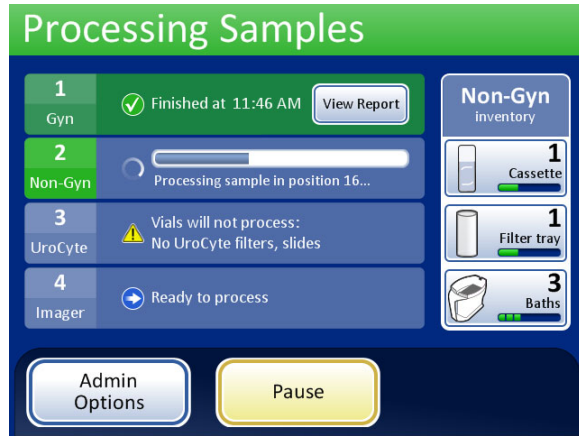 Processing Samples
1
Gyn
Finished at 11:46 AM
View Report
2
Non-Gyn
Processing sample in position 16...
3
UroCyte
Vials will not process:
No UroCyte filters, slides
4
Imager
Ready to process
Non-Gyn
inventory
1
Cassette
1
Filter tray
3
Baths
Admin
Options
Pause